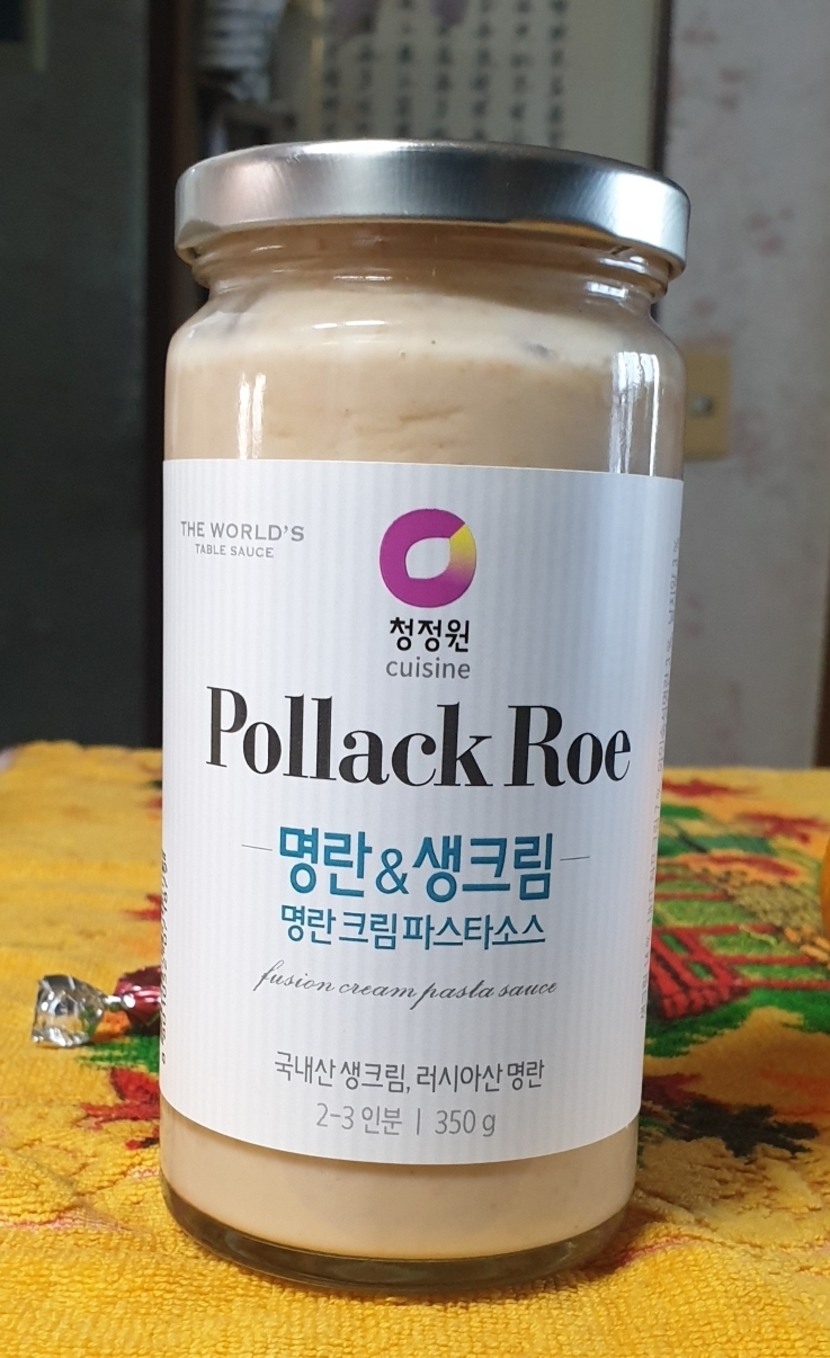 THE WORLD'S
TABLE SAUCE
청정원
cuisine
Pollack Roe
명란&생크림
명란 크림 파스타소스
fusion cream pasta sauce
국내산 생크림, 러시아산 명란
2-3 인분 | 350 g